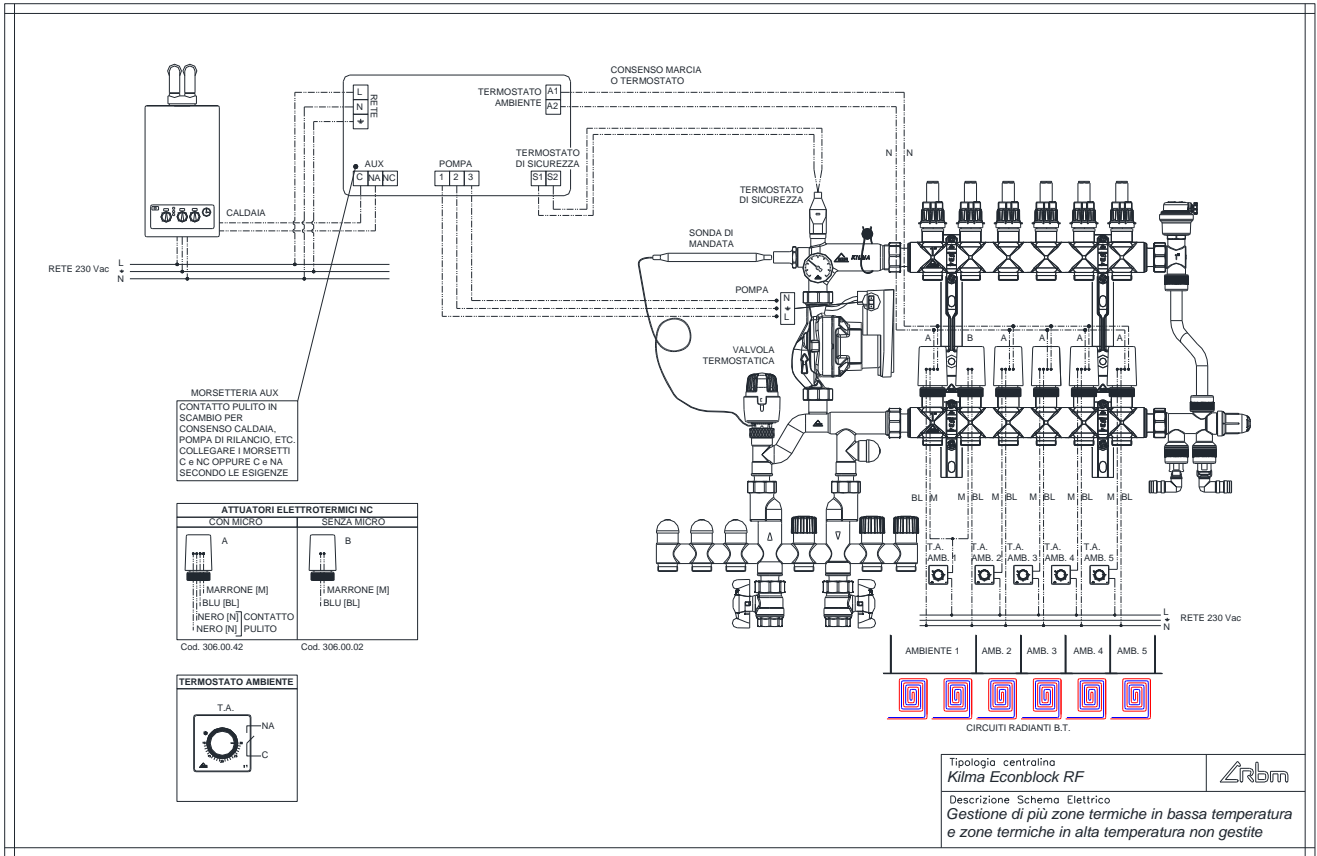 CONSENSO MARCIA
O TERMOSTATO
L
N
RETE
TERMOSTATO
AMBIENTE
A1
A2
AUX
C NA NC
POMPA
1 2 3
TERMOSTATO
DI SICUREZZA
S1 S2
CALDAIA
RETE 230 Vac
L
N
N N
TERMOSTATO
DI SICUREZZA
SONDA DI
MANDATA
KILMA
POMPA
N
L
VALVOLA
TERMOSTATICA
A B A A A A
MORSETTERIA AUX
CONTATTO PULITO IN
SCAMBIO PER
CONSENSO CALDAIA,
POMPA DI RILANCIO, ETC.
COLLEGARE I MORSETTI
C e NC OPPURE C e NA
SECONDO LE ESIGENZE
BL M M BL M BL M BL M BL M BL
T.A. T.A. T.A. T.A. T.A.
AMB. 1 AMB. 2 AMB. 3 AMB. 4 AMB. 5
L
N
RETE 230 Vac
AMBIENTE 1 AMB. 2 AMB. 3 AMB. 4 AMB. 5
CIRCUITI RADIANTI B.T.
ATTUATORI ELETTROTERMICI NC
CON MICRO SENZA MICRO
A B
MARRONE [M] MARRONE [M]
BLU [BL] BLU [BL]
NERO [N] CONTATTO
NERO [N] PULITO
Cod. 306.00.42 Cod. 306.00.02
TERMOSTATO AMBIENTE
T.A.
NA
C
Tipologia centralina
Kilma Econblock RF
rbm
Descrizione Schema Elettrico
Gestione di più zone termiche in bassa temperatura
e zone termiche in alta temperatura non gestite